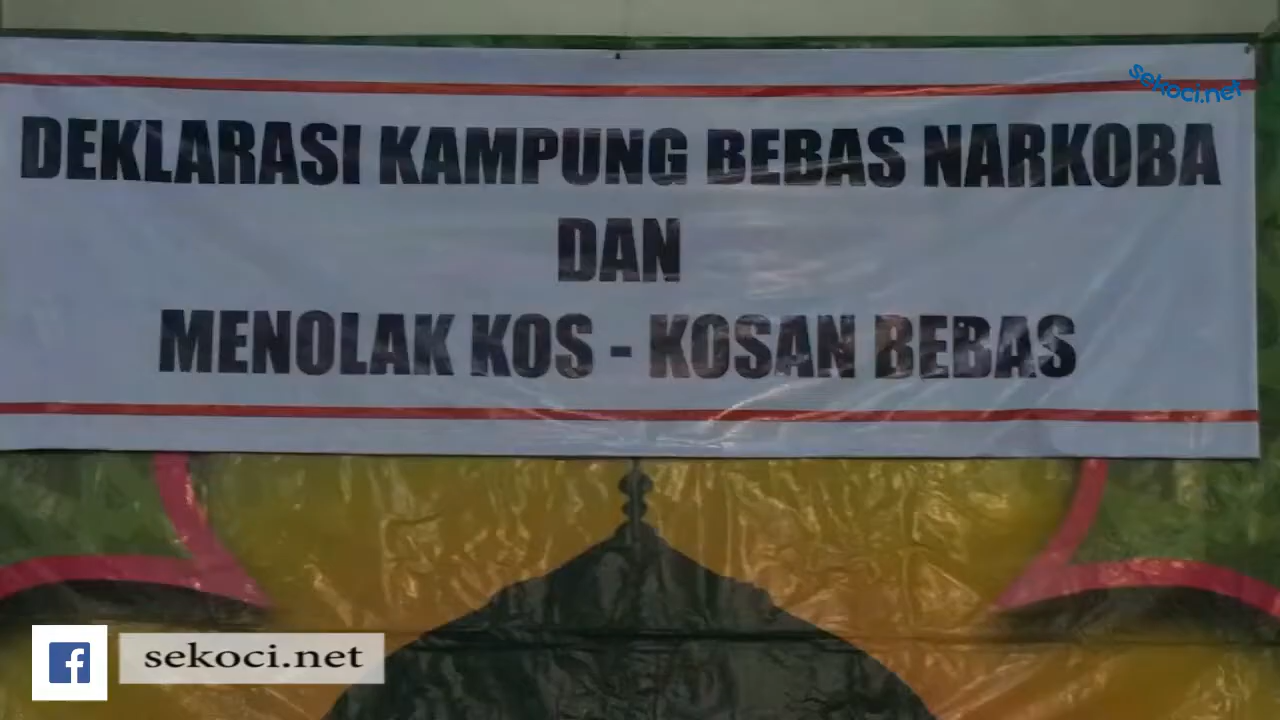 sekoci.net
DEKLARASI KAMPUNG BEBAS NARKOBA
DAN
MENOLAK KOS - KOSAN BEBAS
sekoci.net